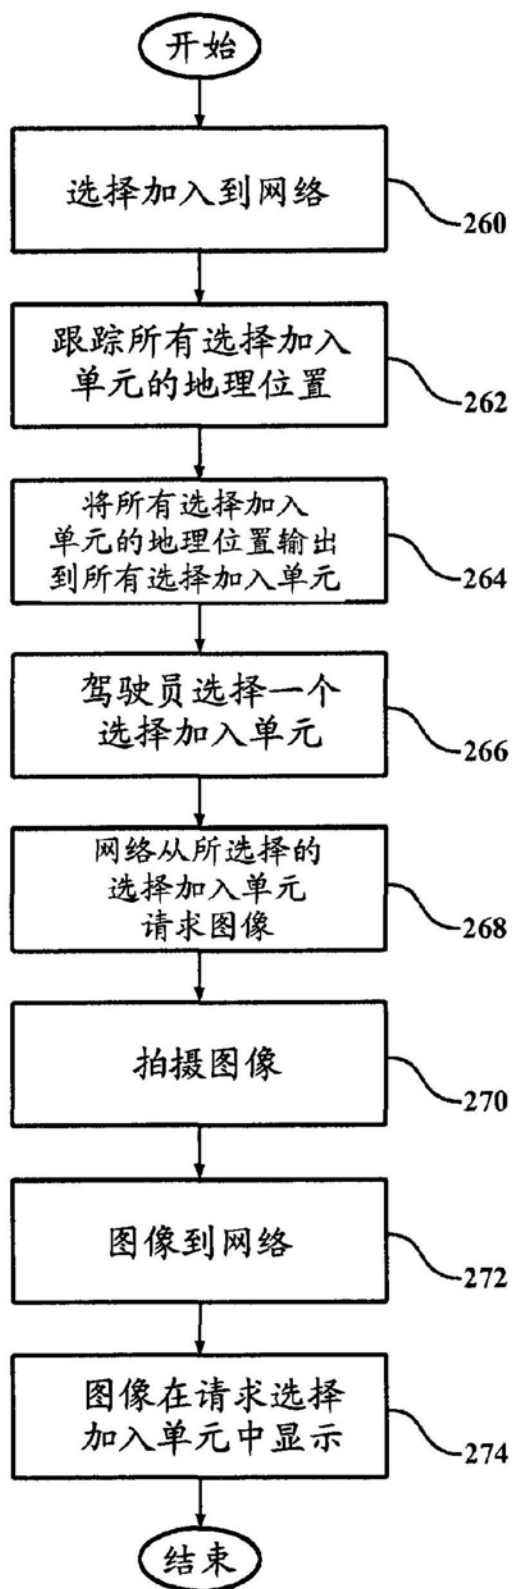 开始
选择加入到网络
260
跟踪所有选择加入
单元的地理位置
262
将所有选择加入
单元的地理位置输出
到所有选择加入单元
264
驾驶员选择一个
选择加入单元
266
网络从所选择的
选择加入单元
请求图像
268
拍摄图像
270
图像到网络
272
图像在请求选择
加入单元中显示
274
结束